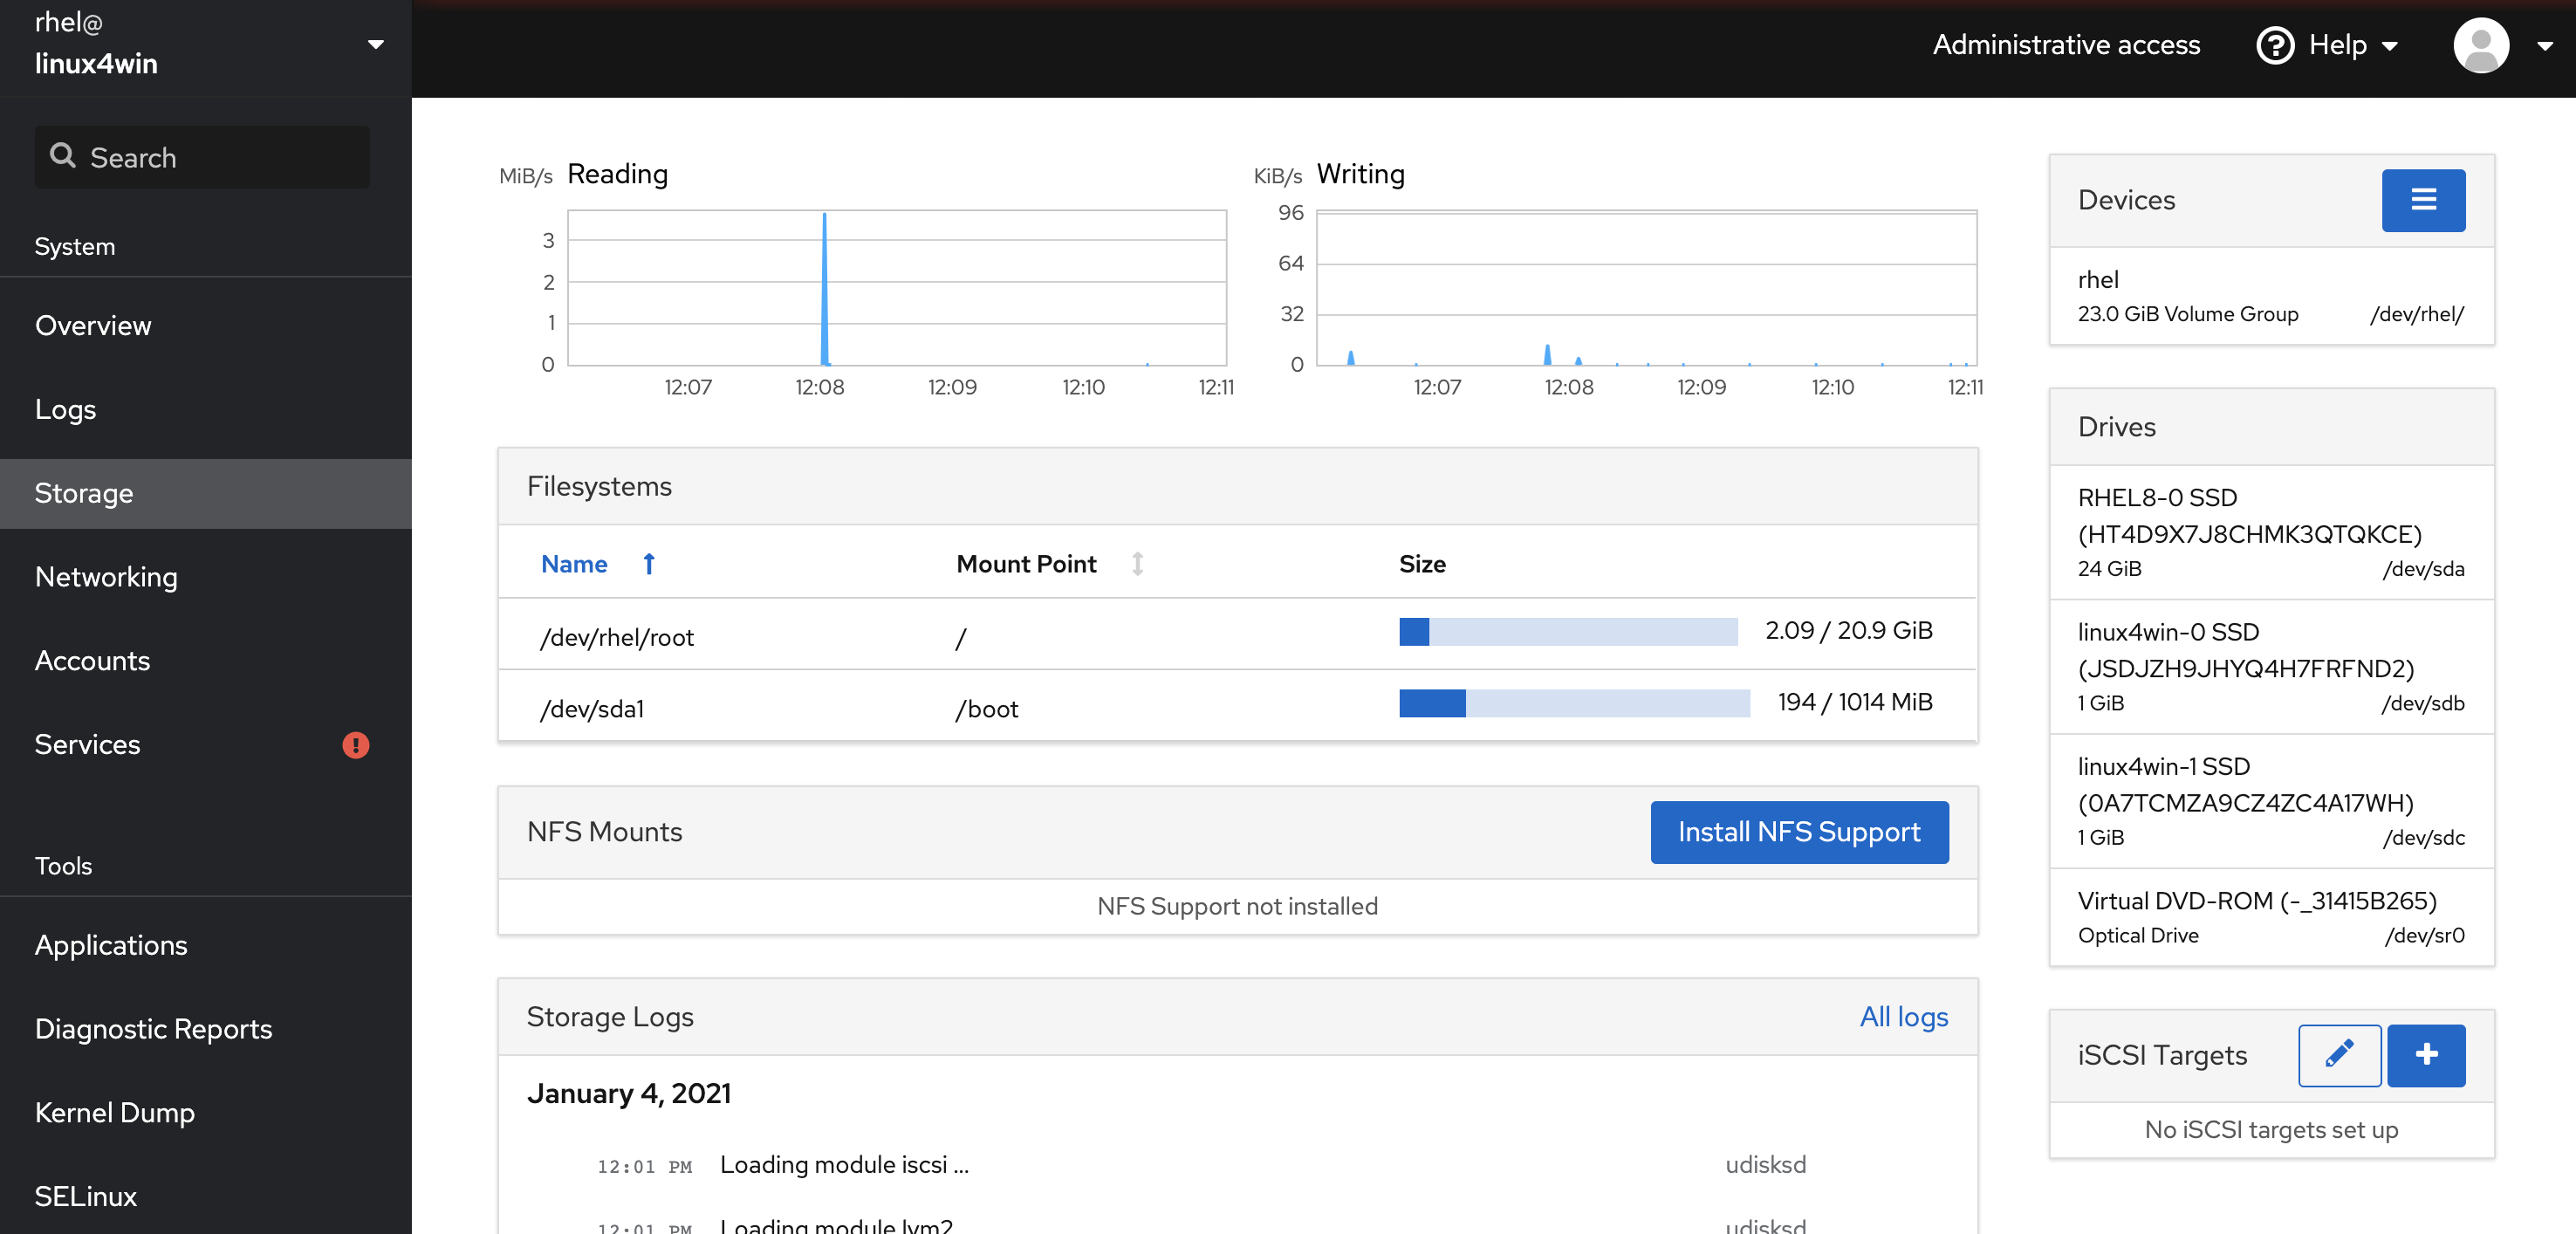 rhel@
linux4win
Search
System
Overview
Logs
Storage
Networking
Accounts
Services
Tools
Applications
Diagnostic Reports
Kernel Dump
SELinux
Administrative access
Help
MiB/s Reading
3
2
1
0
12:07 12:08 12:09 12:10 12:11
KiB/s Writing
96
64
32
0
12:07 12:08 12:09 12:10 12:11
Filesystems
Name Mount Point Size
/dev/rhel/root / 2.09 / 20.9 GiB
/dev/sda1 /boot 194 / 1014 MiB
NFS Mounts Install NFS Support
NFS Support not installed
Storage Logs All logs
January 4, 2021
12:01 PM Loading module iscsi ... udisksd
12:01 PM Loading module lvm2 udisksd
Devices
rhel
23.0 GiB Volume Group /dev/rhel/
Drives
RHEL8-0 SSD
(HT4D9X7J8CHMK3QTQKCE)
24 GiB /dev/sda
linux4win-0 SSD
(JSDJZH9JHYQ4H7FRFND2)
1 GiB /dev/sdb
linux4win-1 SSD
(0A7TCMZA9CZ4ZC4A17WH)
1 GiB /dev/sdc
Virtual DVD-ROM (-_31415B265)
Optical Drive /dev/sr0
iSCSI Targets
No iSCSI targets set up